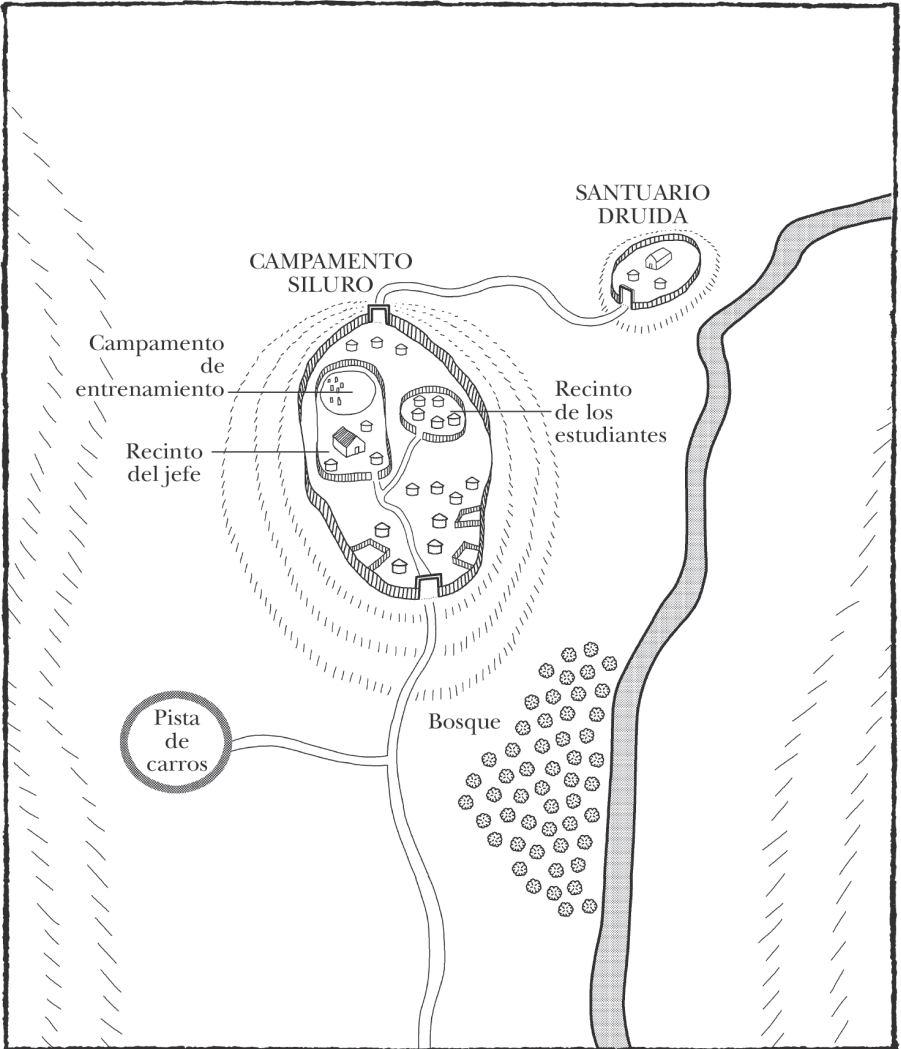 SANTUARIO
DRUIDA
CAMPAMENTO
SILURO
Campamento
de
entrenamiento
Recinto
de los
estudiantes
Recinto
del jefe
Bosque
Pista
de
carros